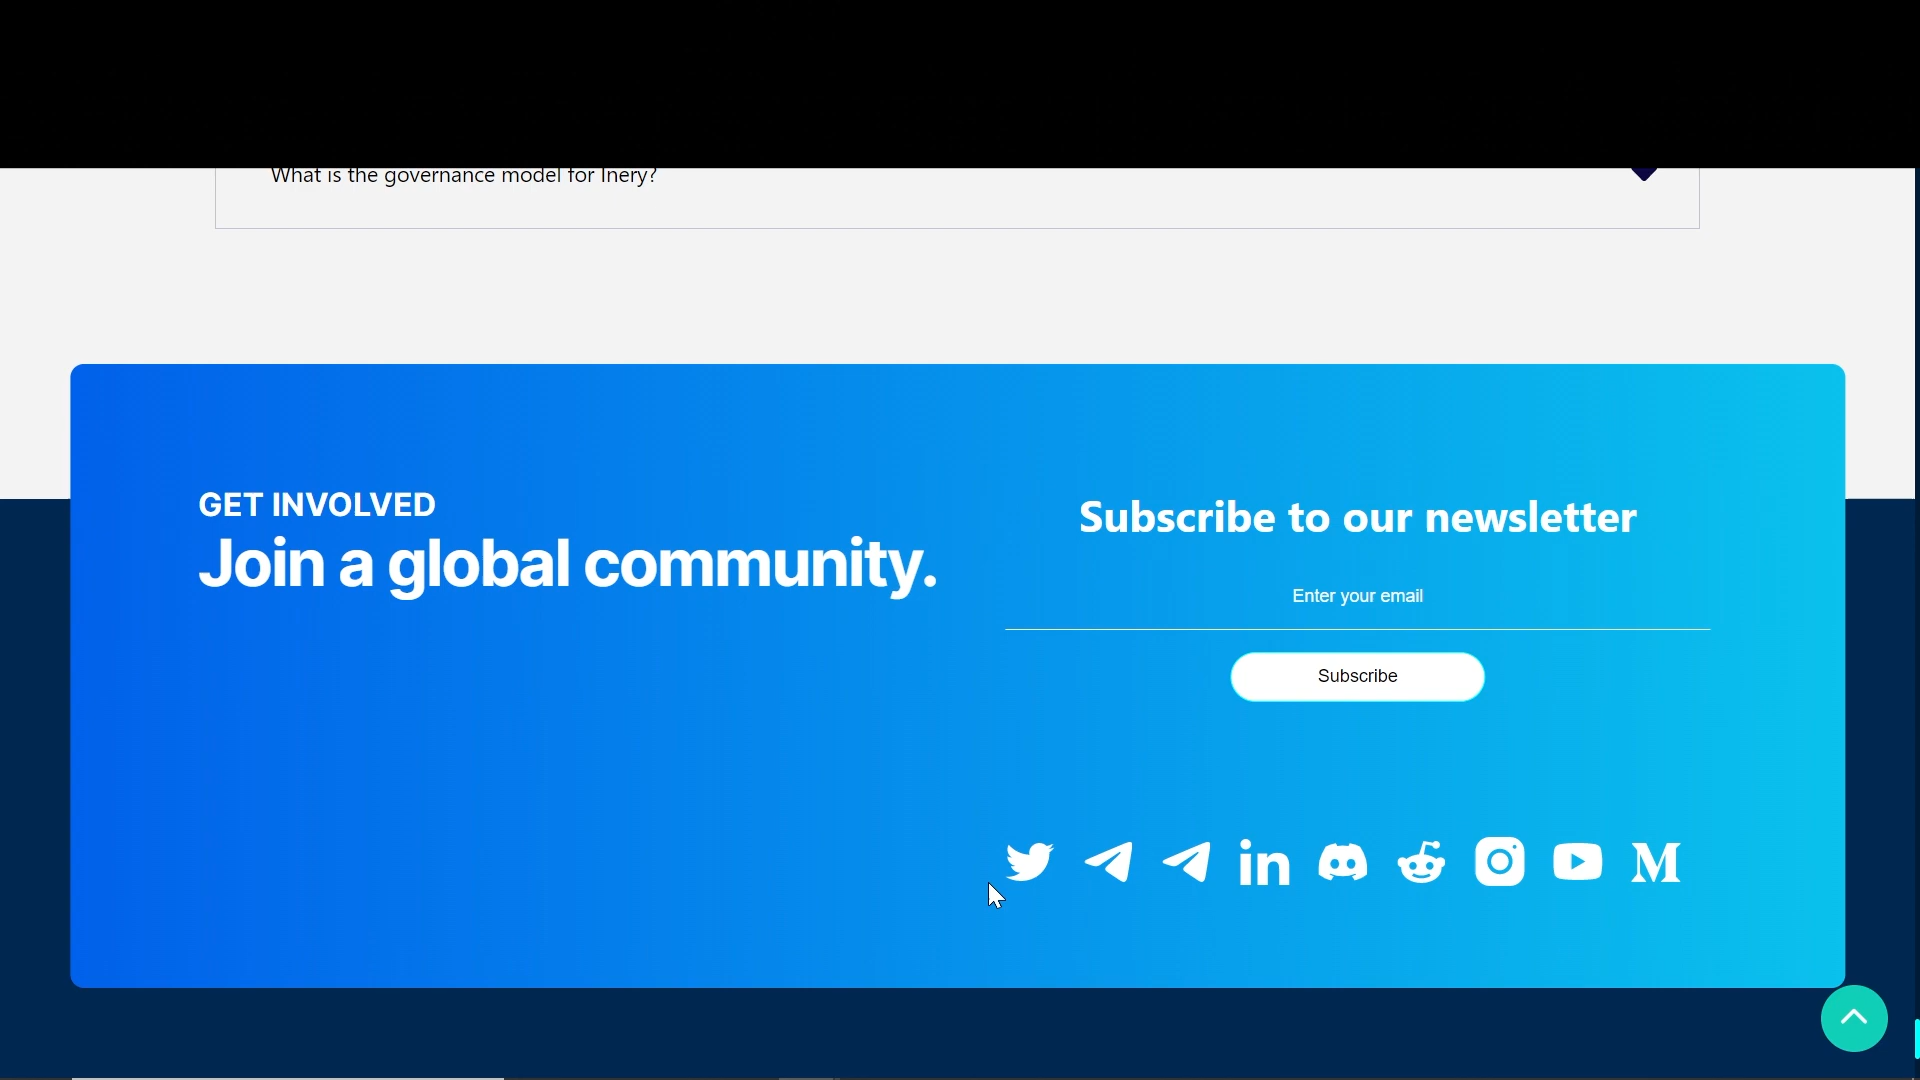 What is the governance model for Inery?
GET INVOLVED
Join a global community.
Subscribe to our newsletter
Enter your email
Subscribe